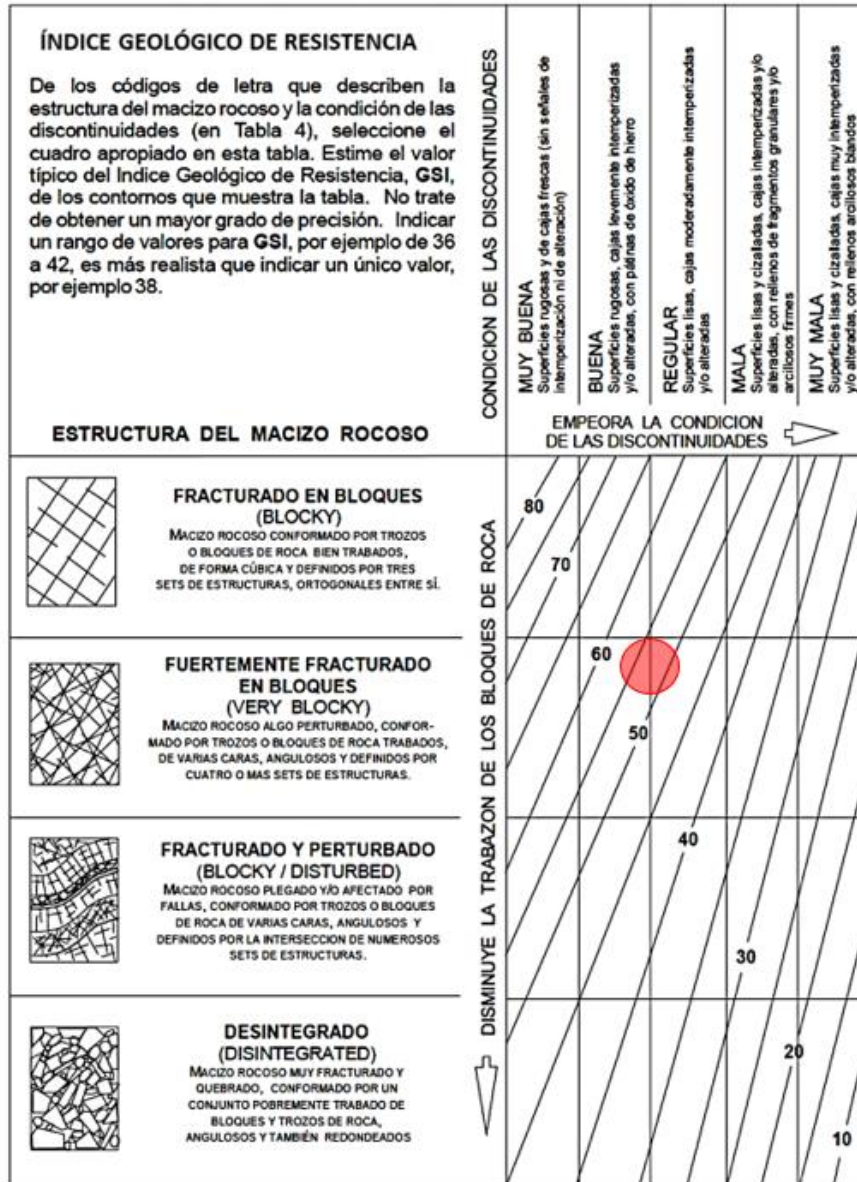 ÍNDICE GEOLÓGICO DE RESISTENCIA
De los códigos de letra que describen la
estructura del macizo rocoso y la condición de las
discontinuidades (en Tabla 4), seleccione el
cuadro apropiado en esta tabla. Estime el valor
típico del Indice Geológico de Resistencia, GSI,
de los contornos que muestra la tabla. No trate
de obtener un mayor grado de precisión. Indicar
un rango de valores para GSI, por ejemplo de 36
a 42, es más realista que indicar un único valor,
por ejemplo 38.
ESTRUCTURA DEL MACIZO ROCOSO
CONDICION DE LAS DISCONTINUIDADES
MUY BUENA
Superficies rugosas y de cajas frescas (sin señales de
intemperización ni de alteración)
BUENA
Superficies rugosas, cajas levemente intemperizadas
y/o alteradas, con pátinas de óxido de hierro
REGULAR
Superficies lisas, cajas moderadamente intemperizadas
y/o alteradas
MALA
Superficies lisas y cizalladas, cajas intemperizadas y/o
alteradas, con rellenos de fragmentos granulares y/o
arcillosos firmes
MUY MALA
Superficies lisas y cizalladas, cajas muy intemperizadas
y/o alteradas, con rellenos arcillosos blandos
EMPEORA LA CONDICION
DE LAS DISCONTINUIDADES
DISMINUYE LA TRABAZON DE LOS BLOQUES DE ROCA
FRACTURADO EN BLOQUES
(BLOCKY)
MACIZO ROCOSO CONFORMADO POR TROZOS
O BLOQUES DE ROCA BIEN TRABADOS,
DE FORMA CÚBICA Y DEFINIDOS POR TRES
SETS DE ESTRUCTURAS, ORTOGONALES ENTRE SÍ.
80
70
FUERTEMENTE FRACTURADO
EN BLOQUES
(VERY BLOCKY)
MACIZO ROCOSO ALGO PERTURBADO, CONFOR-
MADO POR TROZOS O BLOQUES DE ROCA TRABADOS,
DE VARIAS CARAS, ANGULOSOS Y DEFINIDOS POR
CUATRO O MAS SETS DE ESTRUCTURAS.
60
50
FRACTURADO Y PERTURBADO
(BLOCKY / DISTURBED)
MACIZO ROCOSO PLEGADO Y/O AFECTADO POR
FALLAS, CONFORMADO POR TROZOS O BLOQUES
DE ROCA DE VARIAS CARAS, ANGULOSOS Y
DEFINIDOS POR LA INTERSECCION DE NUMEROSOS
SETS DE ESTRUCTURAS.
40
30
DESINTEGRADO
(DISINTEGRATED)
MACIZO ROCOSO MUY FRACTURADO Y
QUEBRADO, CONFORMADO POR UN
CONJUNTO POBREMENTE TRABADO DE
BLOQUES Y TROZOS DE ROCA,
ANGULOSOS Y TAMBIÉN REDONDEADOS
20
10